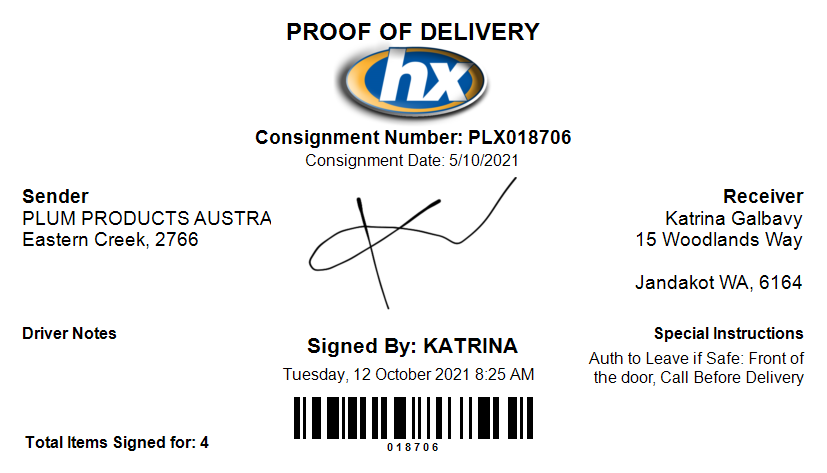 PROOF OF DELIVERY
hx
Consignment Number: PLX018706
Consignment Date: 5/10/2021
Sender
PLUM PRODUCTS AUSTRA
Eastern Creek, 2766
Receiver
Katrina Galbavy
15 Woodlands Way
Jandakot WA, 6164
Driver Notes
Signed By: KATRINA
Tuesday, 12 October 2021 8:25 AM
Special Instructions
Auth to Leave if Safe: Front of
the door, Call Before Delivery
Total Items Signed for: 4
018706